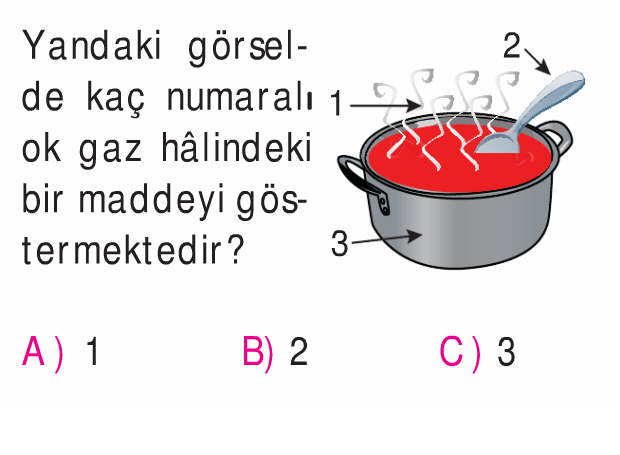 Yandaki görsel-
de kaç numaralı
ok gaz hâlindeki
bir maddeyi gös-
termektedir?
1
2
3
A) 1 B) 2 C) 3